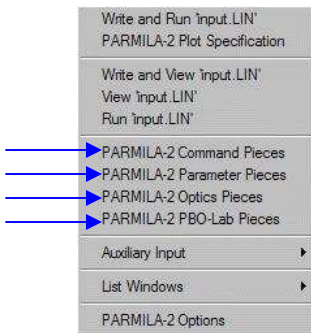 Write and Run 'input.LIN'
PARMILA-2 Plot Specification
Write and View 'input.LIN'
View 'input.LIN'
Run 'input.LIN'
PARMILA-2 Command Pieces
PARMILA-2 Parameter Pieces
PARMILA-2 Optics Pieces
PARMILA-2 PBO-Lab Pieces
Auxiliary Input
List Windows
PARMILA-2 Options